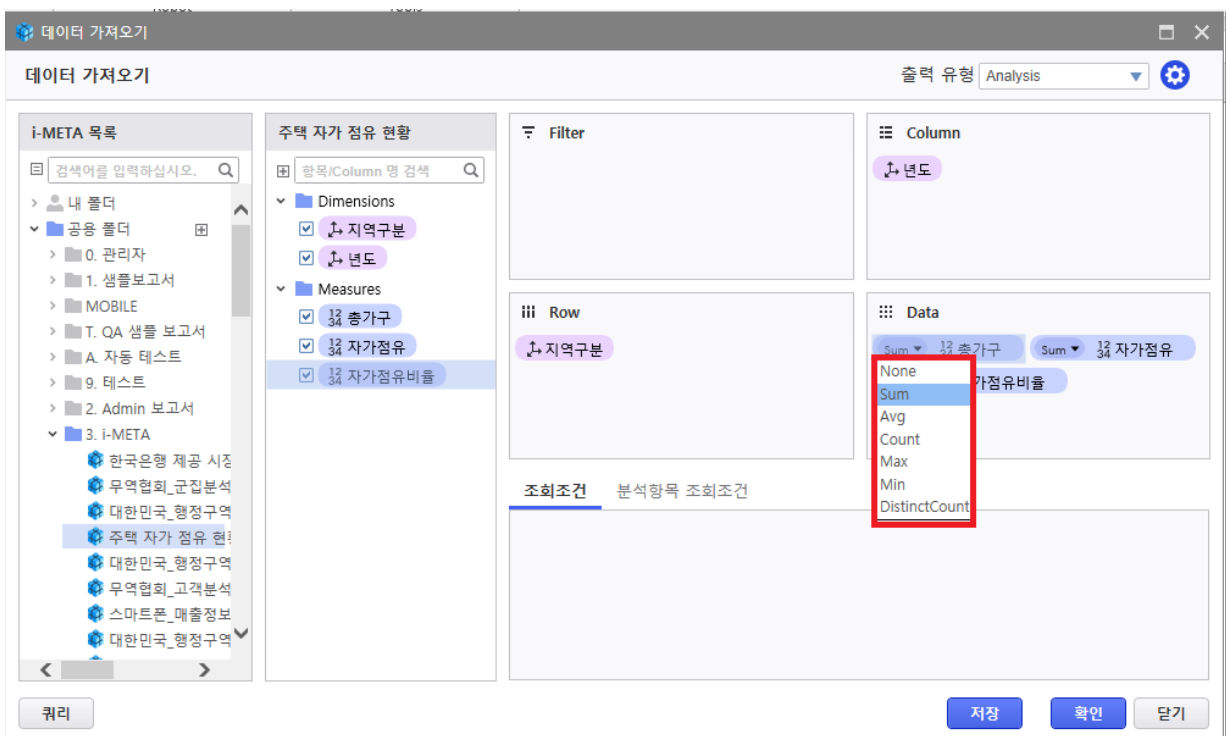 데이터 가져오기
데이터 가져오기
출력 유형 Analysis
i-META 목록
검색어를 입력하십시오.
내 폴더
공용 폴더
0. 관리자
1. 샘플보고서
MOBILE
T. QA 샘플 보고서
A. 자동 테스트
9. 테스트
2. Admin 보고서
3. i-META
한국은행 제공 시장
무역협회_군집분석
대한민국_행정구역
주택 자가 점유 현
대한민국_행정구역
무역협회_고객분석
스마트폰_매출정보
대한민국_행정구역
주택 자가 점유 현황
항목/Column 명 검색
Dimensions
지역구분
년도
Measures
12 34 총가구
12 34 자가점유
12 34 자가점유비율
Filter
Column
년도
Row
지역구분
Data
Sum 12 34 총가구 Sum 12 34 자가점유
가점유비율
None
Sum
Avg
Count
Max
Min
DistinctCount
조회조건 분석항목 조회조건
쿼리
저장 확인 닫기